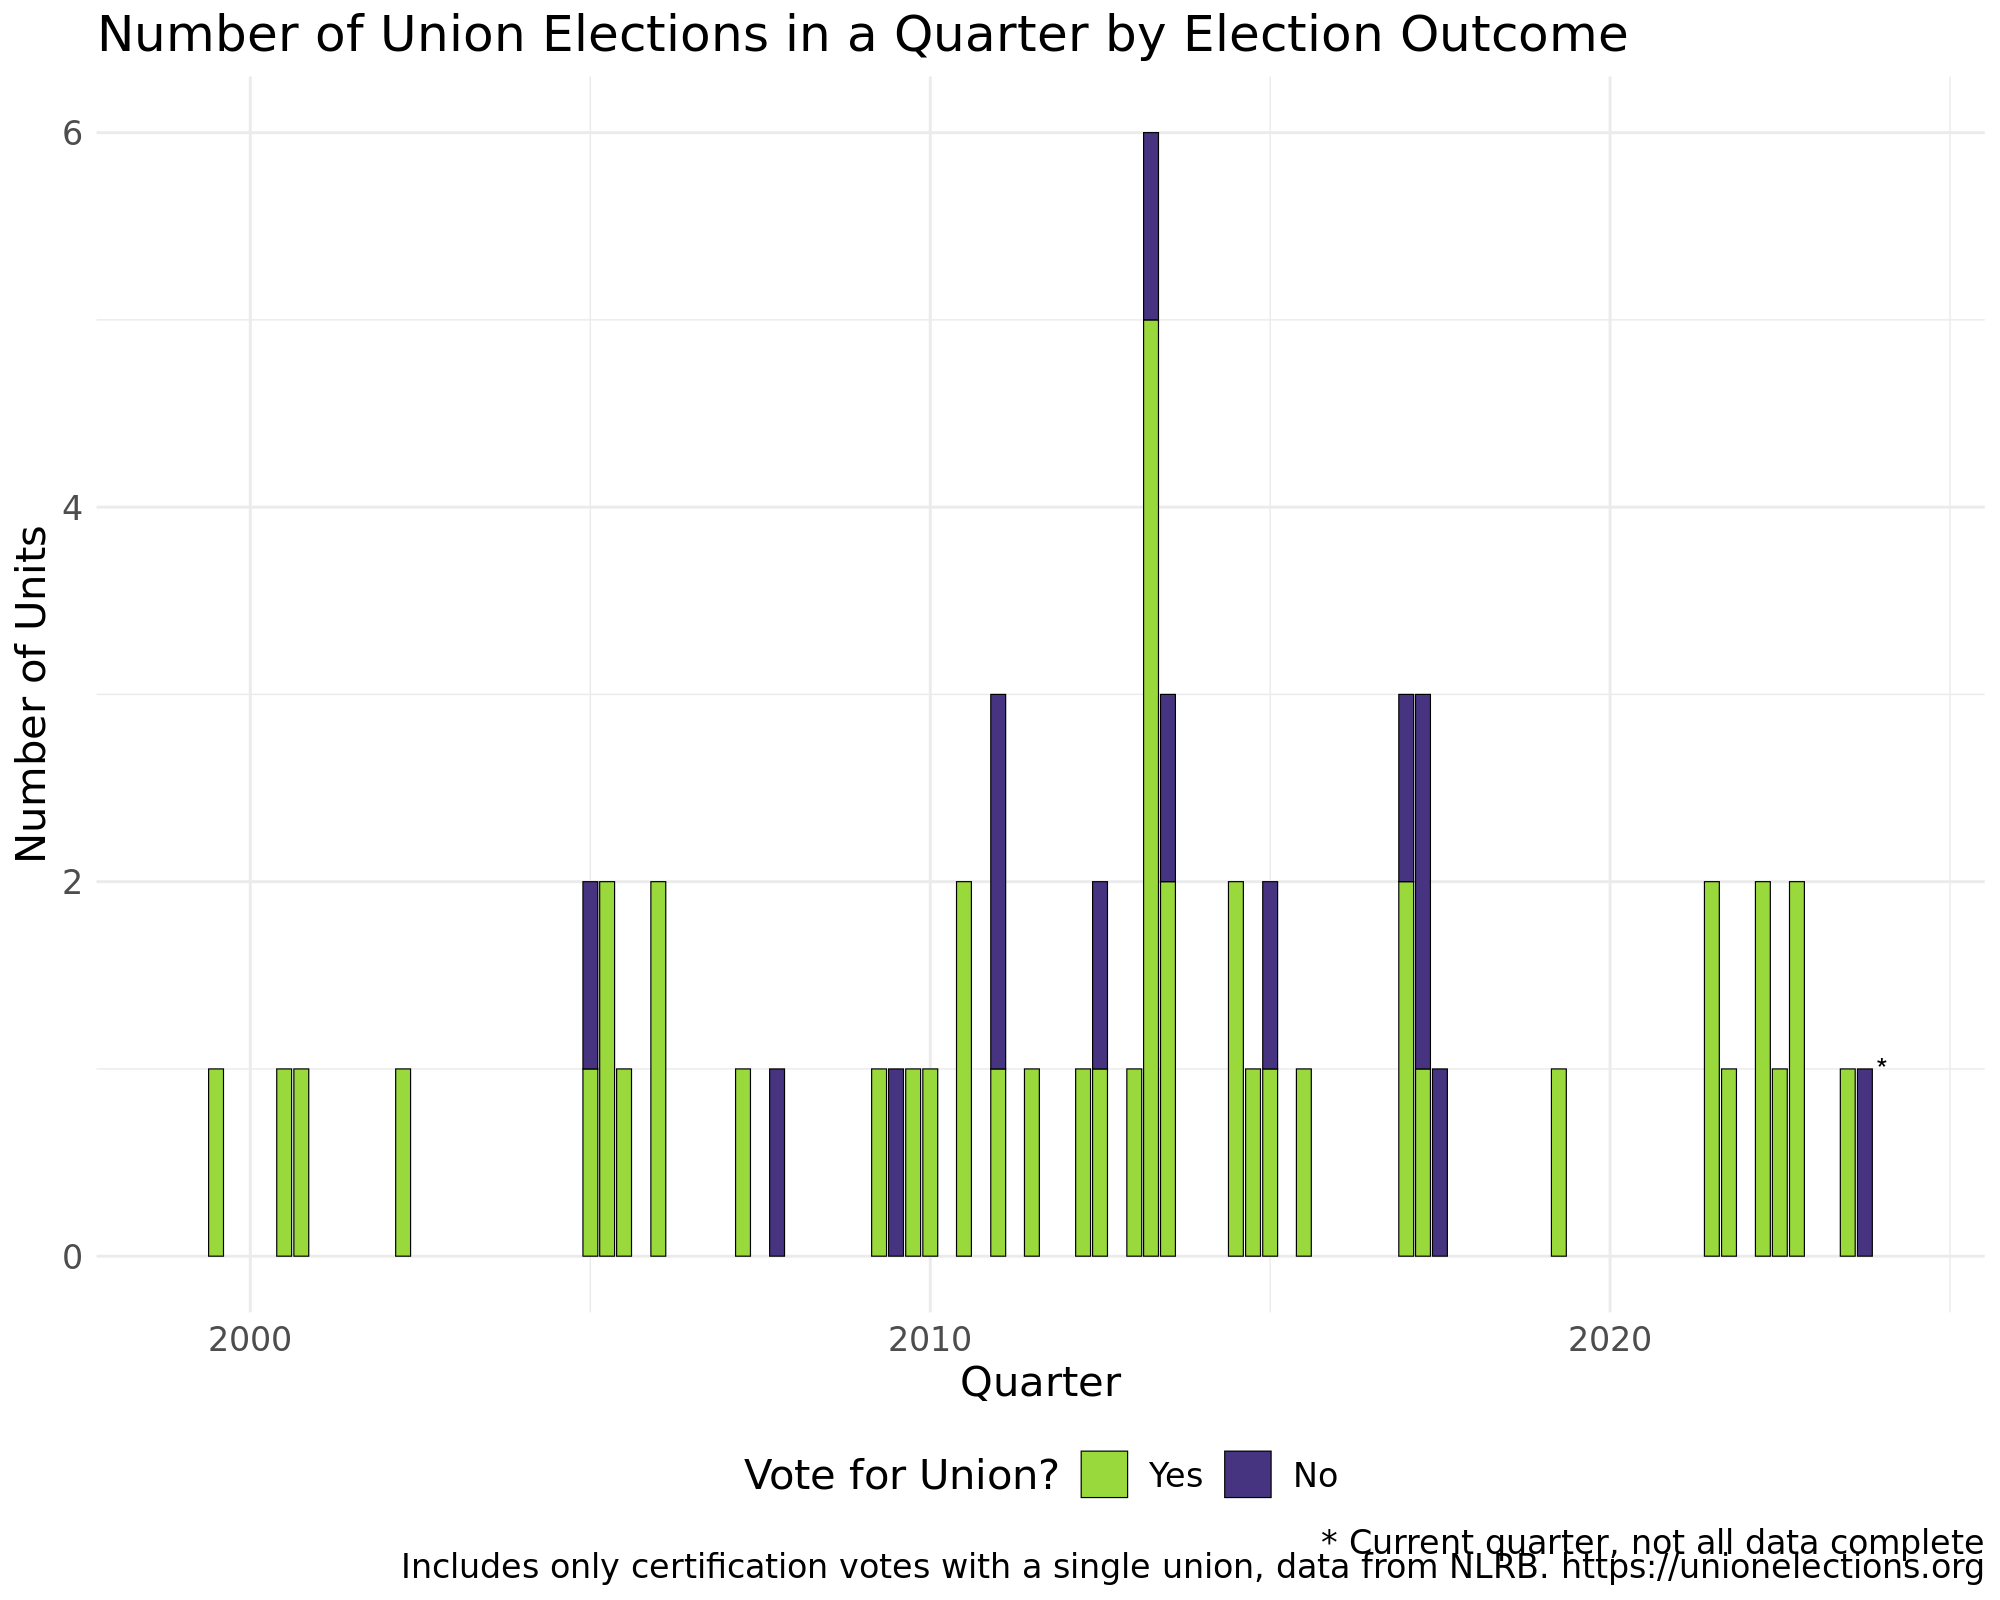 Number of Union Elections in a Quarter by Election Outcome
6
4
2
0
Number of Units
*
2000 2010 2020
Quarter
Vote for Union? Yes No
* Current quarter, not all data complete
Includes only certification votes with a single union, data from NLRB. https://unionelections.org